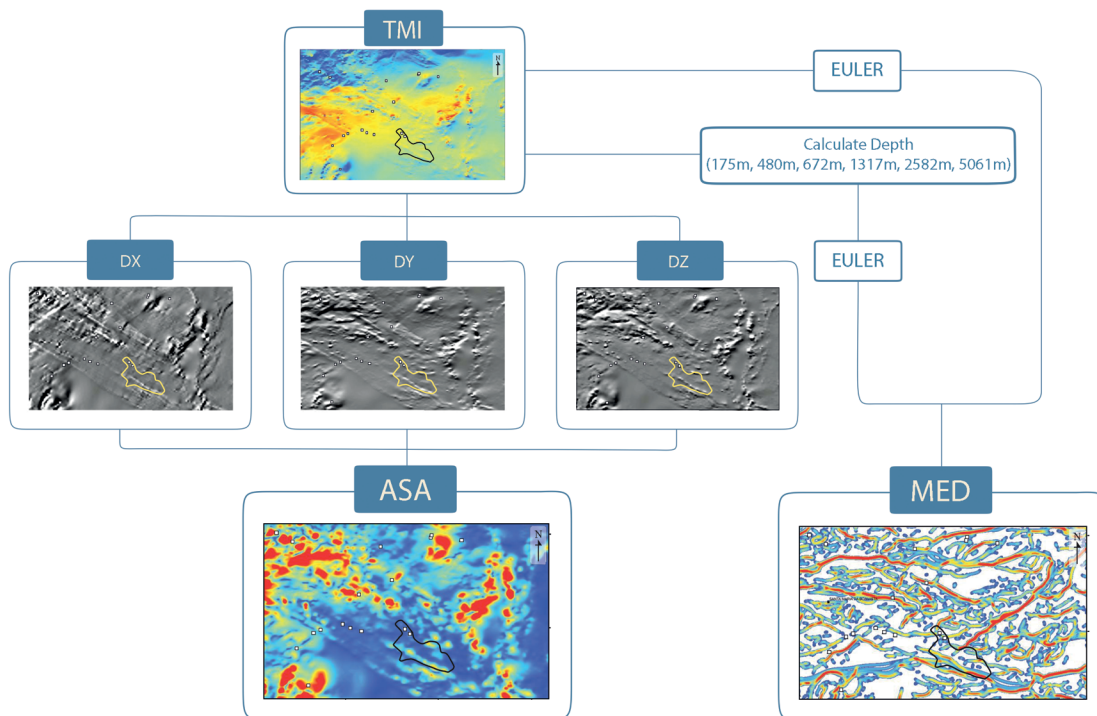 TMI
N
EULER
Calculate Depth
(175m, 480m, 672m, 1317m, 2582m, 5061m)
EULER
DX
DY
DZ
ASA
N
MED
N